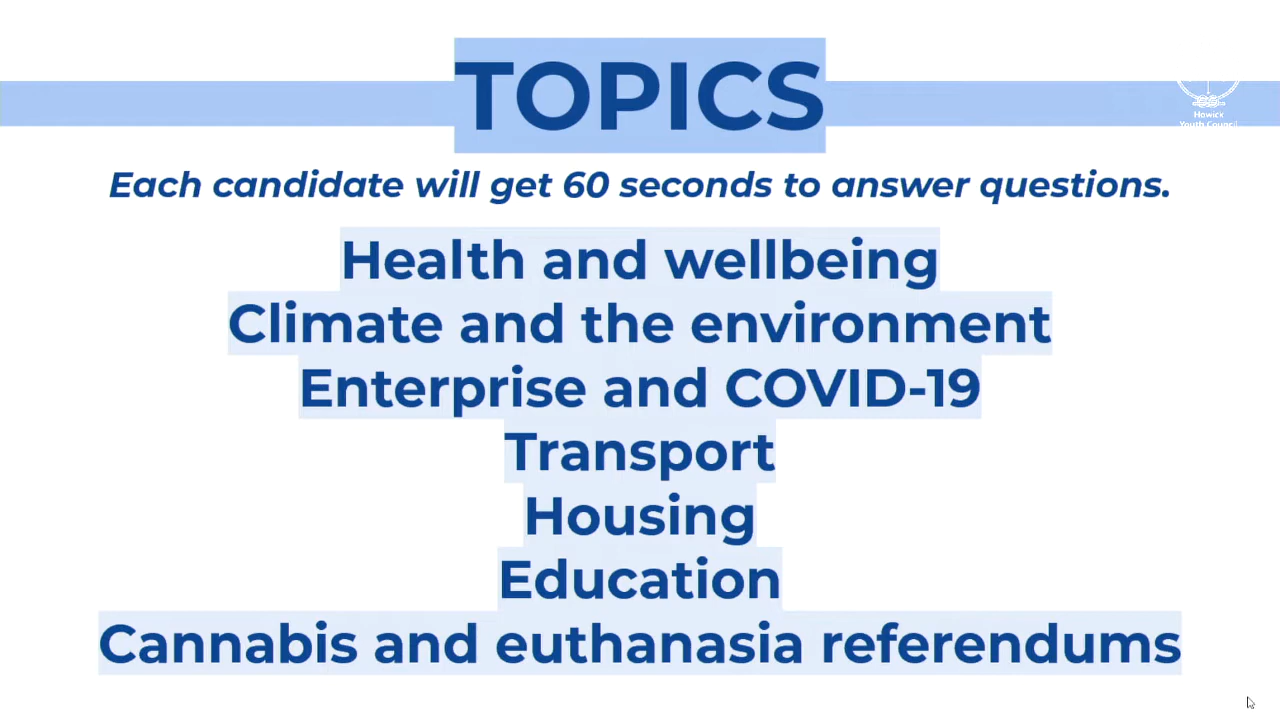 TOPICS
Howick
Youth Council
Each candidate will get 60 seconds to answer questions.
Health and wellbeing
Climate and the environment
Enterprise and COVID-19
Transport
Housing
Education
Cannabis and euthanasia referendums